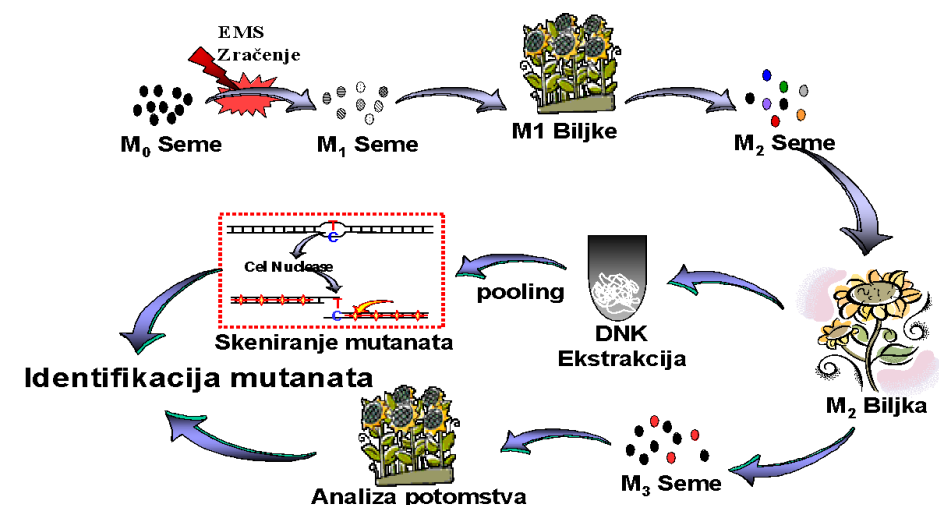 EMS
Zračenje
M₀ Seme
M₁ Seme
M1 Biljke
M₂ Seme
T
C
Cel Nuclease
T
C
Skeniranje mutanata
pooling
DNK
Ekstrakcija
M₂ Biljka
Identifikacija mutanata
Analiza potomstva
M₃ Seme